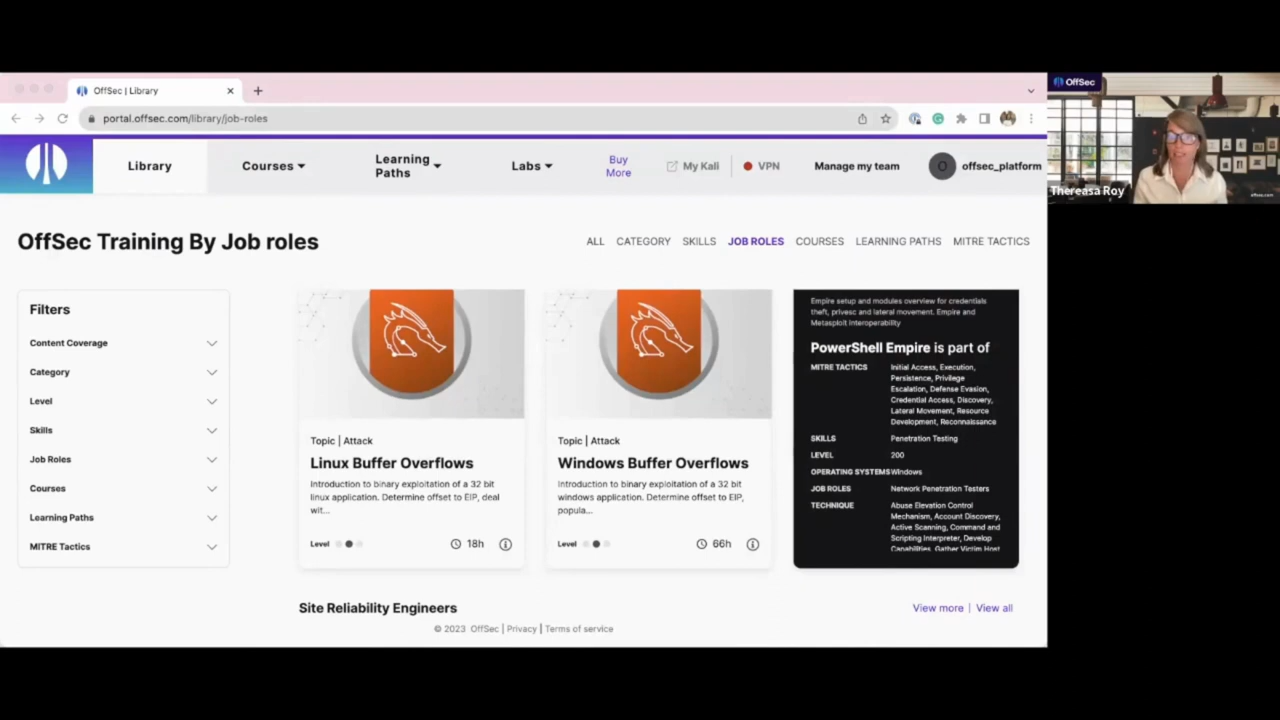 OffSec | Library
portal.offsec.com/library/job-roles
OffSec
Thereasa Roy
Library
Courses
Learning
Paths
Labs
Buy
More
My Kali
VPN
Manage my team
O
offsec_platform
OffSec Training By Job roles
ALL CATEGORY SKILLS JOB ROLES COURSES LEARNING PATHS MITRE TACTICS
Filters
Content Coverage
Category
Level
Skills
Job Roles
Courses
Learning Paths
MITRE Tactics
Topic | Attack
Linux Buffer Overflows
Introduction to binary exploitation of a 32 bit
linux application. Determine offset to EIP, deal
wit...
Level
18h
Topic | Attack
Windows Buffer Overflows
Introduction to binary exploitation of a 32 bit
windows application. Determine offset to EIP,
popula...
Level
66h
Empire setup and modules overview for credentials
theft, privesc and lateral movement. Empire and
Metasploit Interoperability
PowerShell Empire is part of
MITRE TACTICS Initial Access, Execution,
Persistence, Privilege
Escalation, Defense Evasion,
Credential Access, Discovery,
Lateral Movement, Resource
Development, Reconnaissance
SKILLS Penetration Testing
LEVEL 200
OPERATING SYSTEMS Windows
JOB ROLES Network Penetration Testers
TECHNIQUE Abuse Elevation Control
Mechanism, Account Discovery,
Active Scanning, Command and
Scripting Interpreter, Develop
Capabilities, Gather Victim Host
Site Reliability Engineers
View more | View all
© 2023 OffSec | Privacy | Terms of service